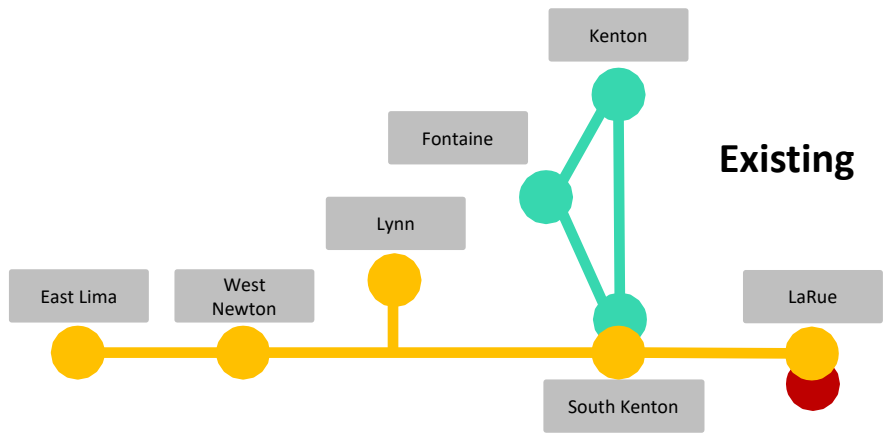 Kenton
Fontaine
Existing
Lynn
East Lima
West
Newton
LaRue
South Kenton